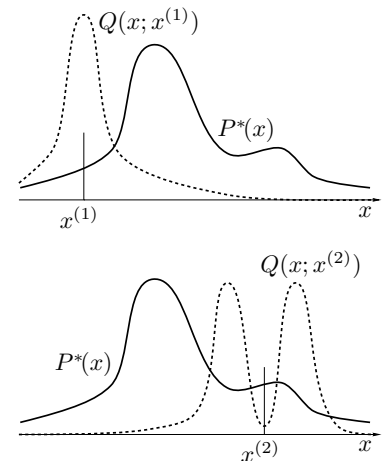 Q(x; x^{(1)})
P*(x)
x^{(1)}
x
Q(x; x^{(2)})
P*(x)
x^{(2)}
x